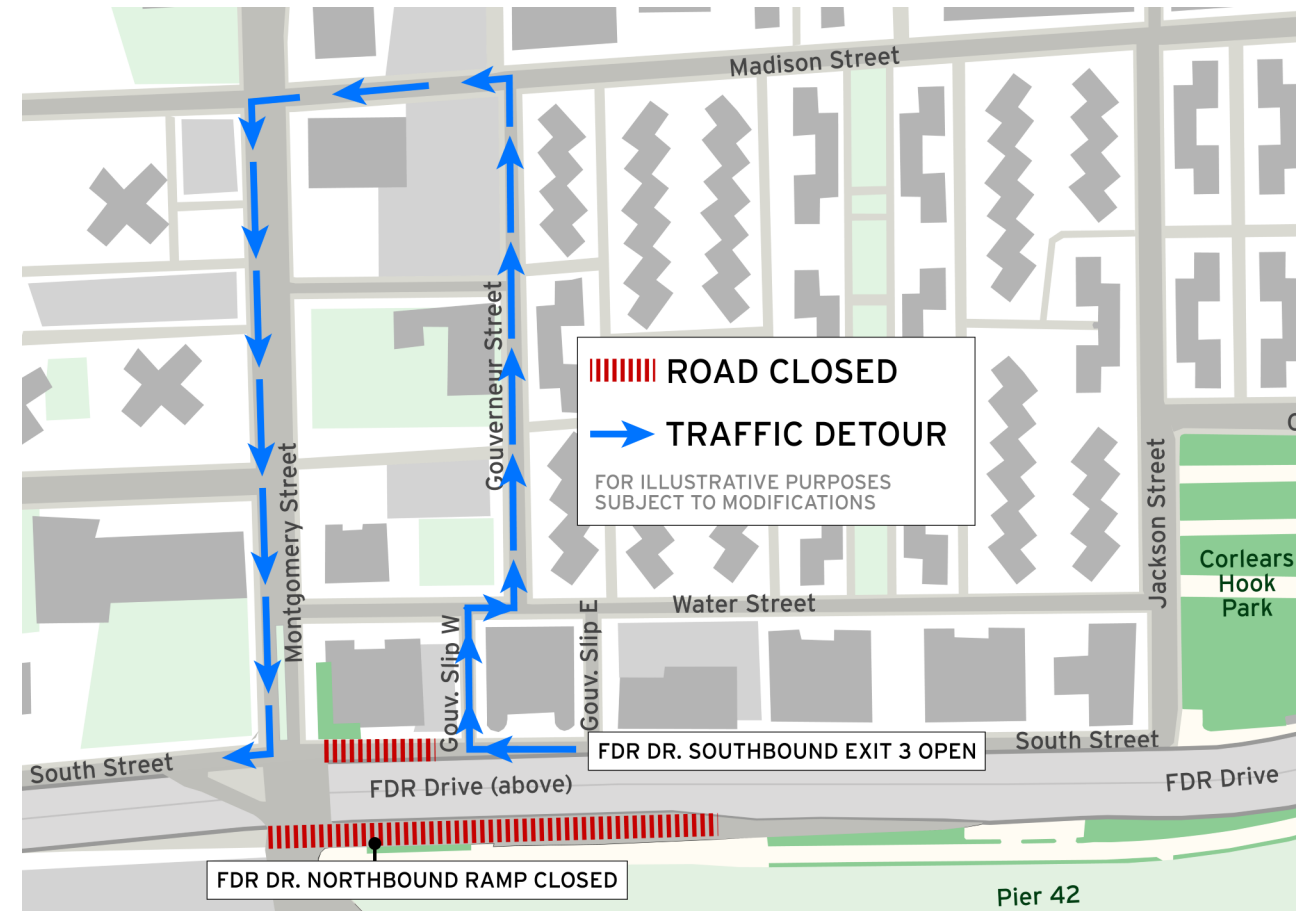 Madison Street
Gouverneur Street
ROAD CLOSED
TRAFFIC DETOUR
FOR ILLUSTRATIVE PURPOSES
SUBJECT TO MODIFICATIONS
Montgomery Street
Jackson Street
Corlears
Hook
Park
Water Street
Gouv. Slip W
Gouv. Slip E
South Street
FDR DR. SOUTHBOUND EXIT 3 OPEN
South Street
FDR Drive (above)
FDR Drive
FDR DR. NORTHBOUND RAMP CLOSED
Pier 42